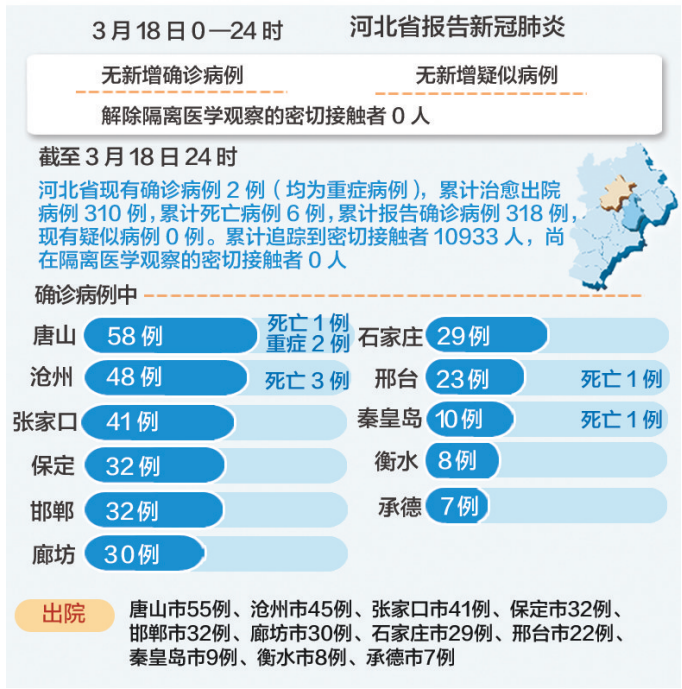 3月18日0—24时 河北省报告新冠肺炎
无新增确诊病例 无新增疑似病例
解除隔离医学观察的密切接触者0人
截至3月18日24时
河北省现有确诊病例2例（均为重症病例），累计治愈出院
病例310例，累计死亡病例6例，累计报告确诊病例318例，
现有疑似病例0例。累计追踪到密切接触者10933人，尚
在隔离医学观察的密切接触者0人
确诊病例中
唐山 58例 死亡1例
重症2例
沧州 48例 死亡3例
张家口 41例
保定 32例
邯郸 32例
廊坊 30例
石家庄 29例
邢台 23例 死亡1例
秦皇岛 10例 死亡1例
衡水 8例
承德 7例
出院 唐山市55例、沧州市45例、张家口市41例、保定市32例、
邯郸市32例、廊坊市30例、石家庄市29例、邢台市22例、
秦皇岛市9例、衡水市8例、承德市7例